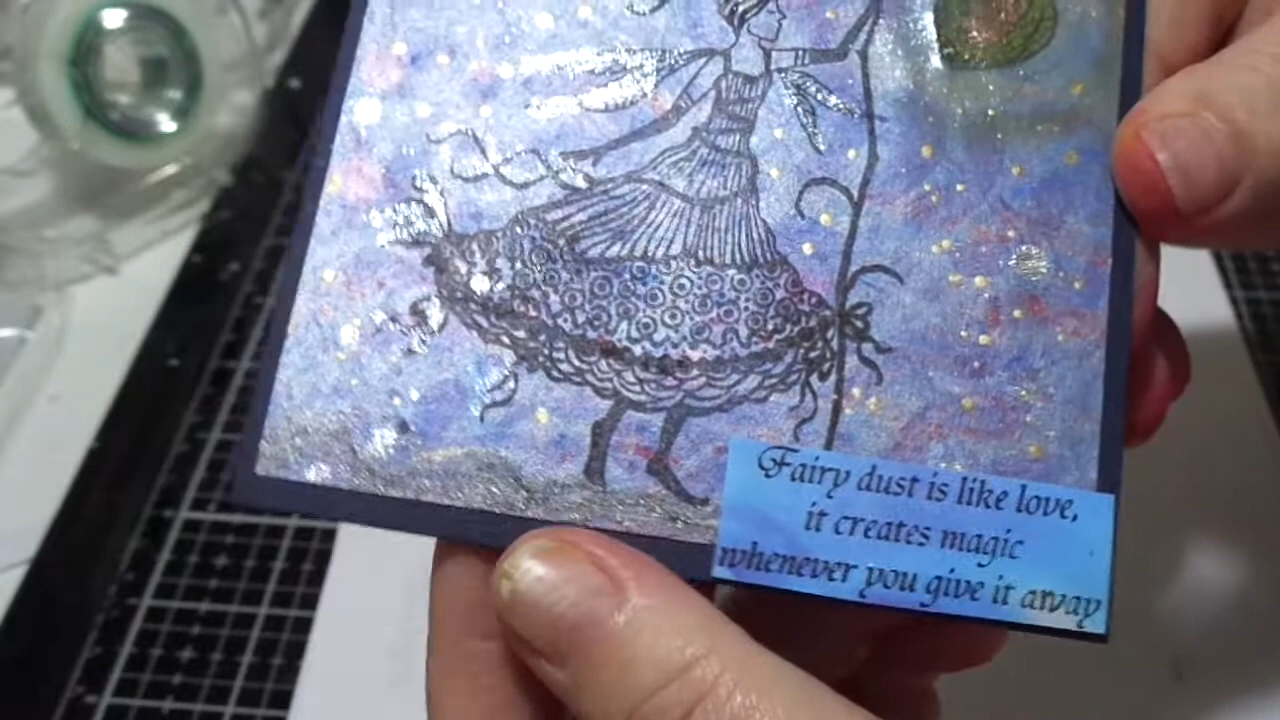 Fairy dust is like love,
it creates magic
whenever you give it away